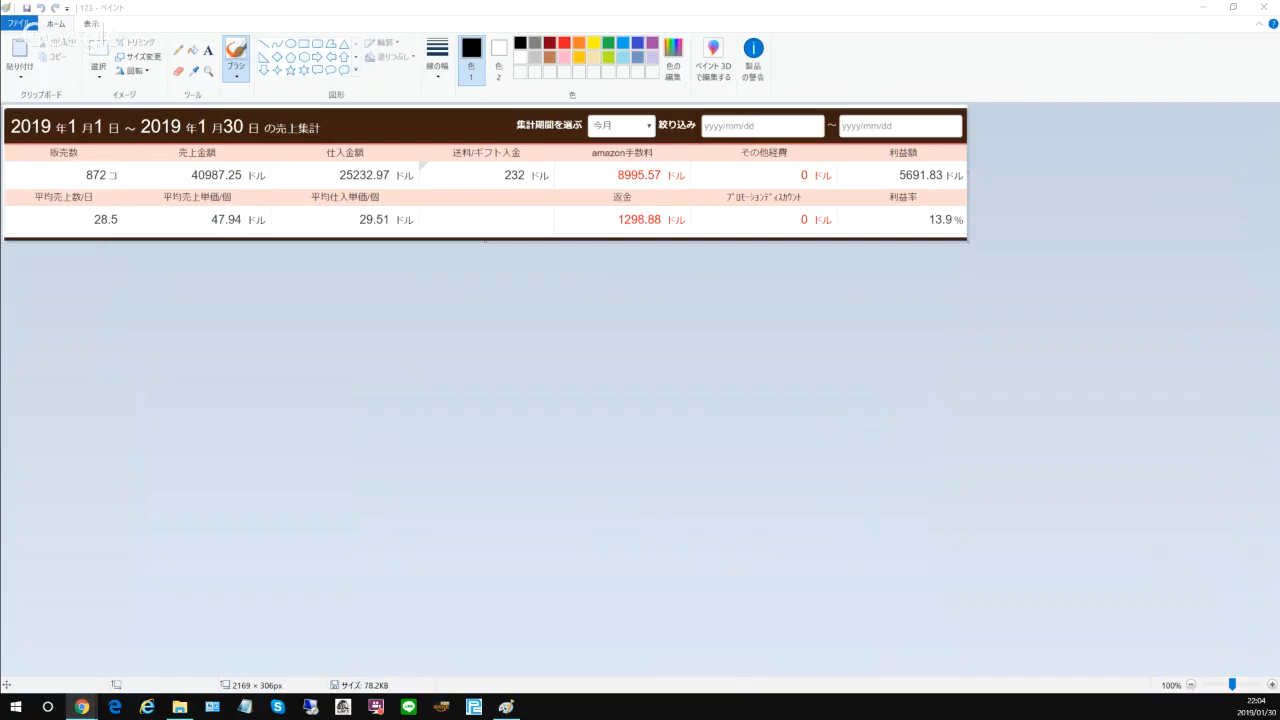 123 - ペイント
ファイル ホーム 表示
貼り付け コピー 選択 トリミング サイズ変更 回転 ブラシ 輪郭 塗りつぶし 線の幅 色 1 色 2 色の編集 ペイント 3D で編集する 製品の警告
クリップボード イメージ ツール 図形 色
2019 年1 月1 日 ～ 2019 年1 月30 日 の売上集計 集計期間を選ぶ 今月 絞り込み yyyy/mm/dd ～ yyyy/mm/dd
販売数 売上金額 仕入金額 送料/ギフト入金 amazon手数料 その他経費 利益額
872 コ 40987.25 ドル 25232.97 ドル 232 ドル 8995.57 ドル 0 ドル 5691.83 ドル
平均売上数/日 平均売上単価/個 平均仕入単価/個 返金 ﾌﾟﾛﾓｰｼｮﾝﾃﾞｨｽｶｳﾝﾄ 利益率
28.5 47.94 ドル 29.51 ドル 1298.88 ドル 0 ドル 13.9 %
2169 × 306px サイズ: 78.2KB 100%
22:04
2019/01/30